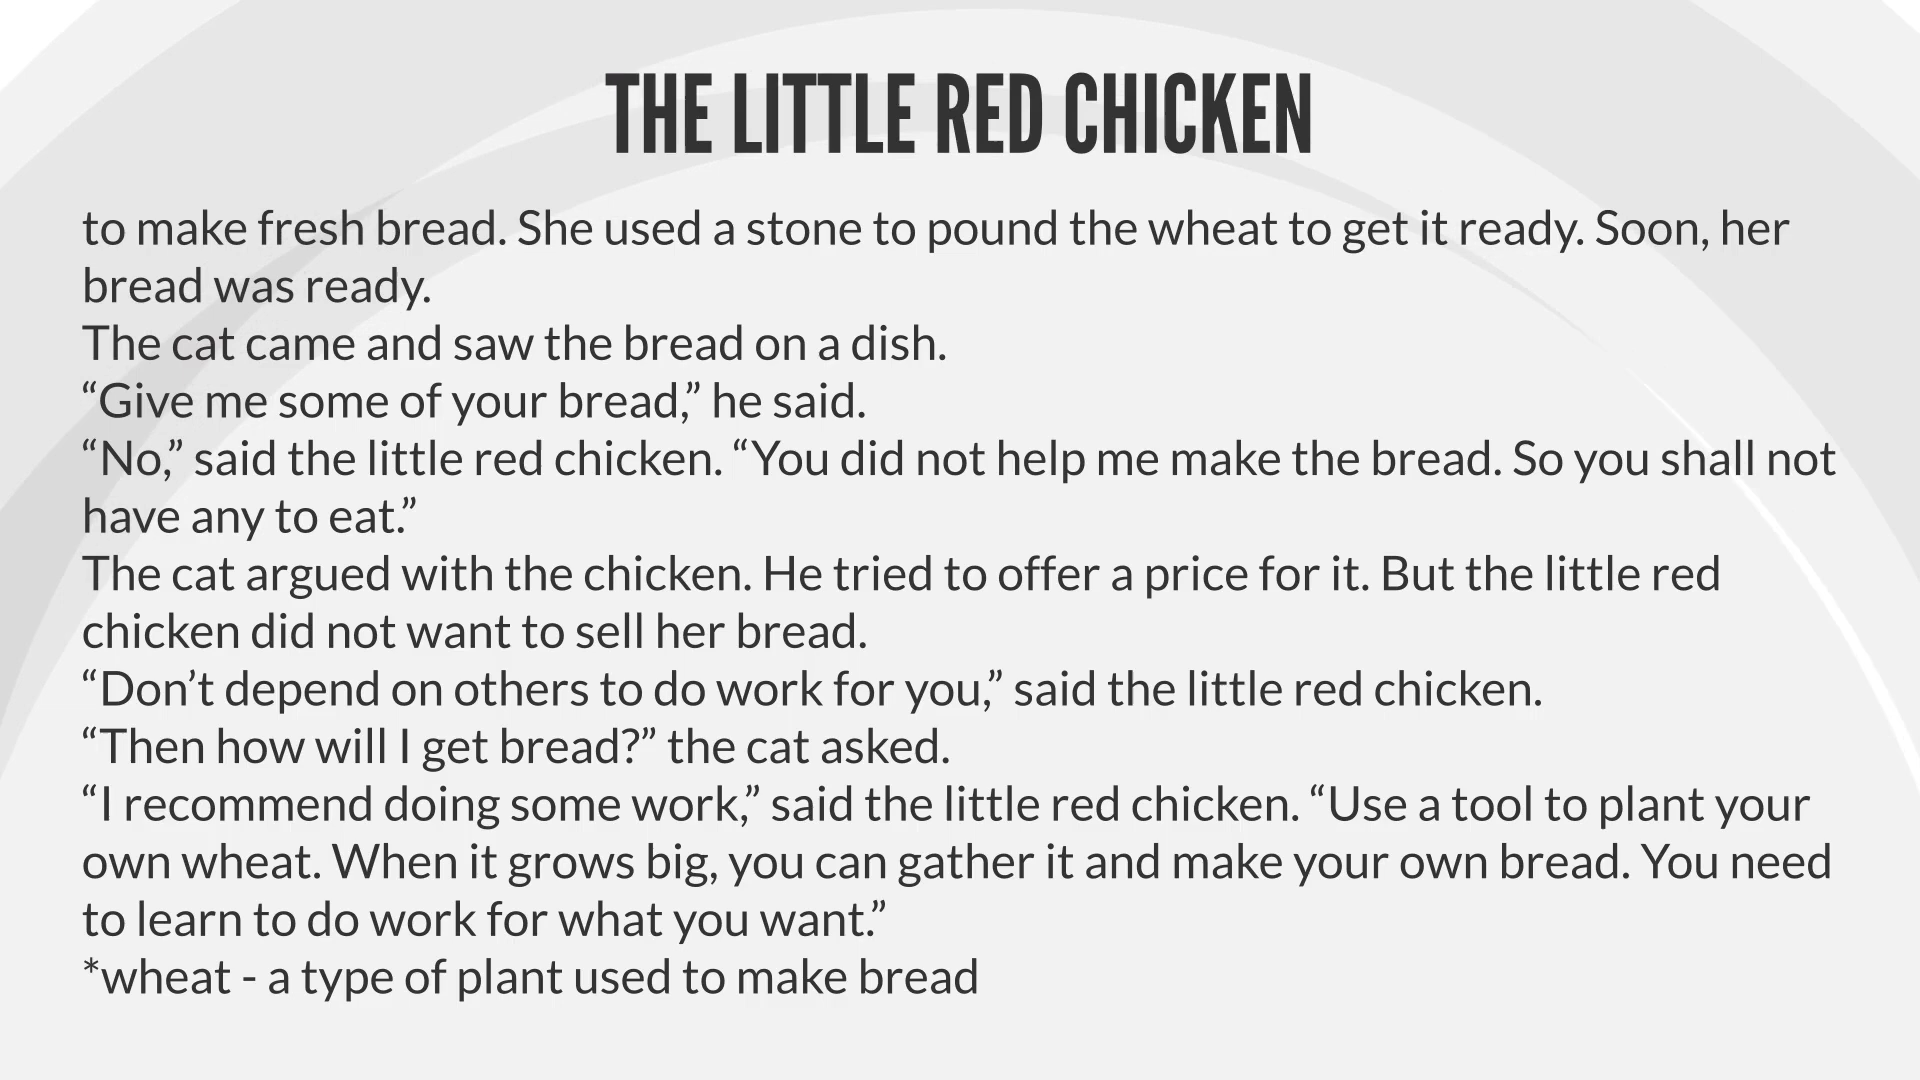 THE LITTLE RED CHICKEN
to make fresh bread. She used a stone to pound the wheat to get it ready. Soon, her
bread was ready.
The cat came and saw the bread on a dish.
“Give me some of your bread,” he said.
“No,” said the little red chicken. “You did not help me make the bread. So you shall not
have any to eat.”
The cat argued with the chicken. He tried to offer a price for it. But the little red
chicken did not want to sell her bread.
“Don’t depend on others to do work for you,” said the little red chicken.
“Then how will I get bread?” the cat asked.
“I recommend doing some work,” said the little red chicken. “Use a tool to plant your
own wheat. When it grows big, you can gather it and make your own bread. You need
to learn to do work for what you want.”
*wheat - a type of plant used to make bread